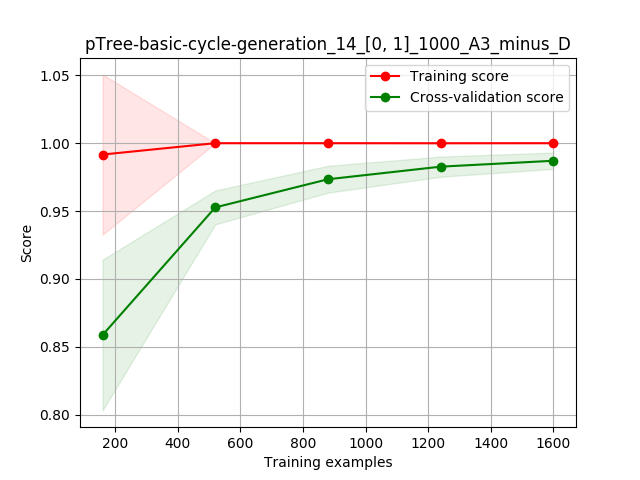 pTree-basic-cycle-generation_14_[0, 1]_1000_A3_minus_D
Training score
Cross-validation score
1.05
1.00
0.95
0.90
0.85
0.80
Score
200 400 600 800 1000 1200 1400 1600
Training examples